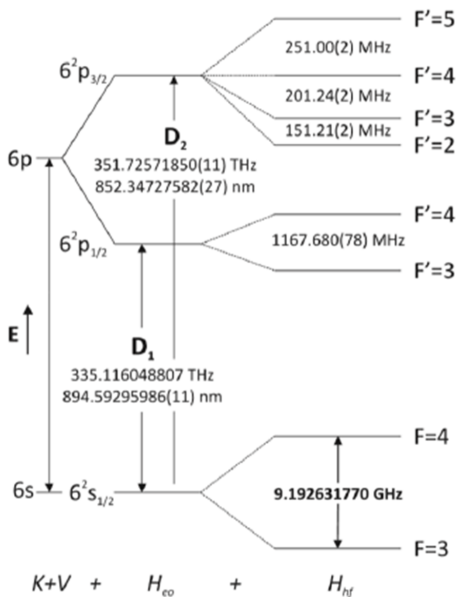 F'=5
251.00(2) MHz
6²p₃/₂
F'=4
201.24(2) MHz
F'=3
D₂
151.21(2) MHz
F'=2
6p
351.72571850(11) THz
852.34727582(27) nm
F'=4
6²p₁/₂
1167.680(78) MHz
F'=3
E
D₁
335.116048807 THz
894.59295986(11) nm
F=4
6s
6²s₁/₂
9.192631770 GHz
F=3
K+V + Hₑₒ + Hₕf